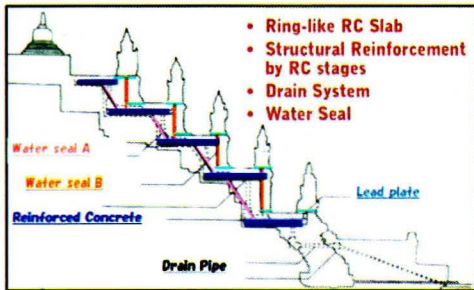 • Ring-like RC Slab
• Structural Reinforcement
by RC stages
• Drain System
• Water Seal
Water seal A
Water seal B
Lead plate
Reinforced Concrete
Drain Pipe